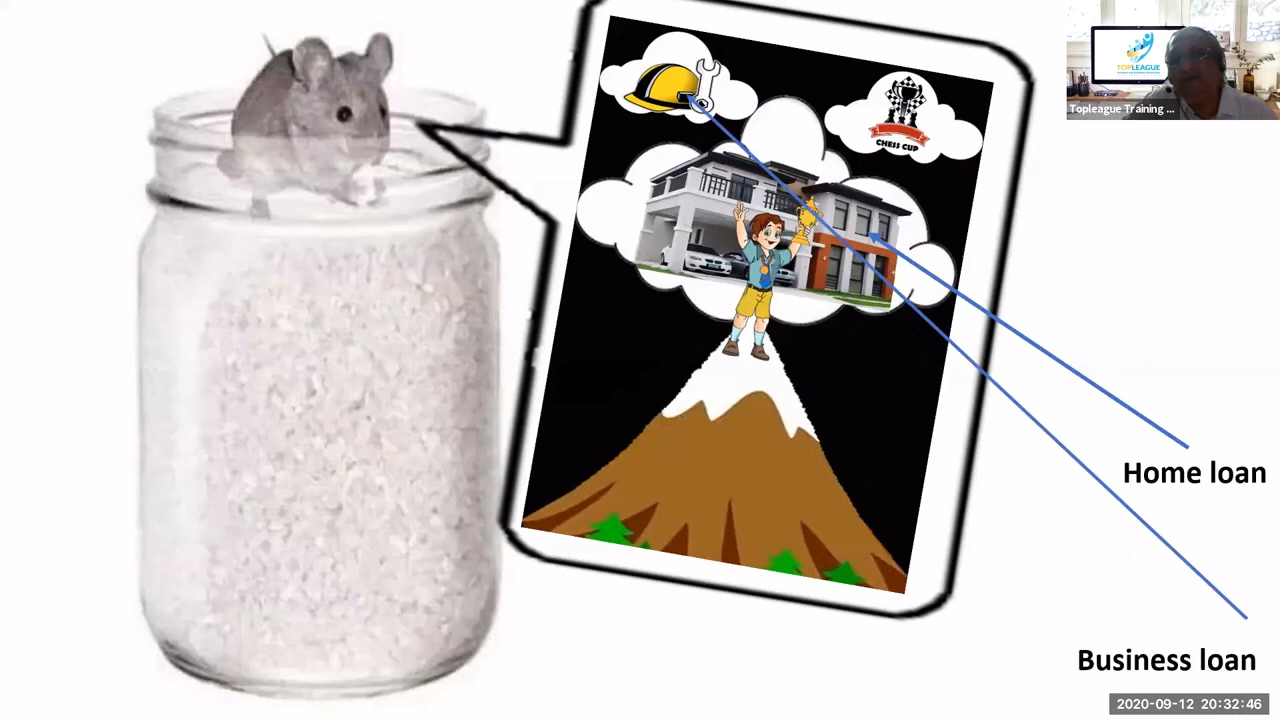 TOPLEAGUE
Topleague Training ...
CHESS CUP
Home loan
Business loan
2020-09-12 20:32:46